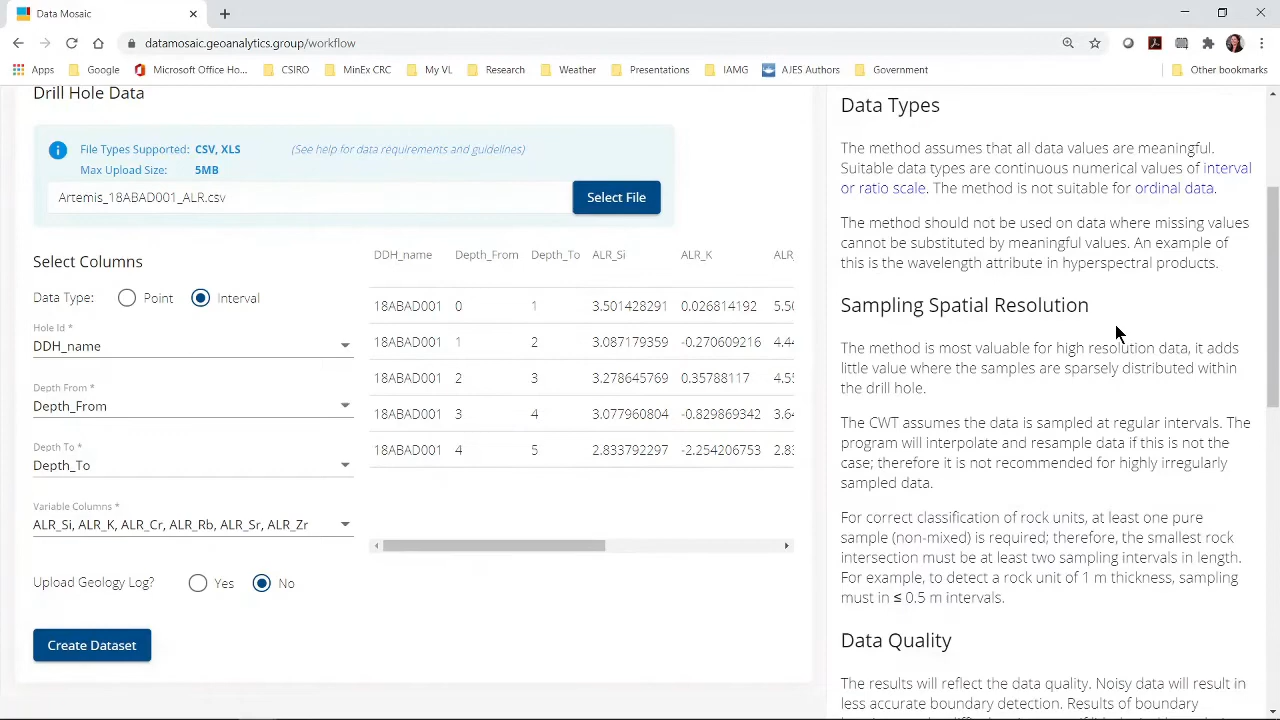 Data Mosaic
datamosaic.geoanalytics.group/workflow
Apps Google Microsoft Office Ho... CSIRO MinEx CRC My VL Research Weather Presentations IAMG AJES Authors Government Other bookmarks
Drill Hole Data
File Types Supported: CSV, XLS (See help for data requirements and guidelines)
Max Upload Size: 5MB
Artemis_18ABAD001_ALR.csv Select File
Select Columns
Data Type: Point Interval
Hole Id *
DDH_name
Depth From *
Depth_From
Depth To *
Depth_To
Variable Columns *
ALR_Si, ALR_K, ALR_Cr, ALR_Rb, ALR_Sr, ALR_Zr
Upload Geology Log? Yes No
Create Dataset
DDH_name Depth_From Depth_To ALR_Si ALR_K ALR_
18ABAD001 0 1 3.501428291 0.026814192 5.50
18ABAD001 1 2 3.087179359 -0.270609216 4.44
18ABAD001 2 3 3.278645769 0.35788117 4.55
18ABAD001 3 4 3.077960804 -0.829869342 3.64
18ABAD001 4 5 2.833792297 -2.254206753 2.83
Data Types
The method assumes that all data values are meaningful.
Suitable data types are continuous numerical values of interval
or ratio scale. The method is not suitable for ordinal data.
The method should not be used on data where missing values
cannot be substituted by meaningful values. An example of
this is the wavelength attribute in hyperspectral products.
Sampling Spatial Resolution
The method is most valuable for high resolution data, it adds
little value where the samples are sparsely distributed within
the drill hole.
The CWT assumes the data is sampled at regular intervals. The
program will interpolate and resample data if this is not the
case; therefore it is not recommended for highly irregularly
sampled data.
For correct classification of rock units, at least one pure
sample (non-mixed) is required; therefore, the smallest rock
intersection must be at least two sampling intervals in length.
For example, to detect a rock unit of 1 m thickness, sampling
must in ≤ 0.5 m intervals.
Data Quality
The results will reflect the data quality. Noisy data will result in
less accurate boundary detection. Results of boundary